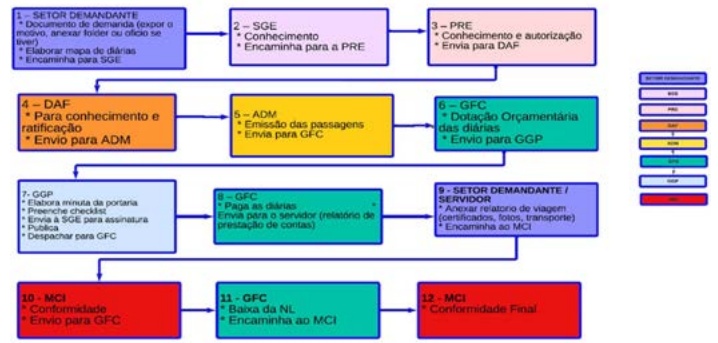 1 – SETOR DEMANDANTE
* Documento de demanda (expor o
motivo, anexar folder ou ofício se
tiver)
* Elaborar mapa de diárias
* Encaminha para SGE
2 – SGE
* Conhecimento
* Encaminha para a PRE
3 – PRE
* Conhecimento e autorização
* Envia para DAF
4 – DAF
* Para conhecimento e
ratificação
* Envio para ADM
5 – ADM
* Emissão das passagens
* Envia para GFC
6 – GFC
* Dotação Orçamentária
das diárias
* Envio para GGP
7- GGP
* Elabora minuta da portaria
* Preenche checklist
* Envia à SGE para assinatura
* Publica
* Despachar para GFC
8 – GFC
* Paga as diárias *
Envia para o servidor (relatório de
prestação de contas)
9 - SETOR DEMANDANTE /
SERVIDOR
* Anexar relatorio de viagem
(certificados, fotos, transporte)
* Encaminha ao MCI
10 - MCI
* Conformidade
* Envio para GFC
11 - GFC
* Baixa da NL
* Encaminha ao MCI
12 - MCI
* Conformidade Final
SETOR DEMANDANTE
SGE
PRE
DAF
ADM
GFC
GGP
MCI